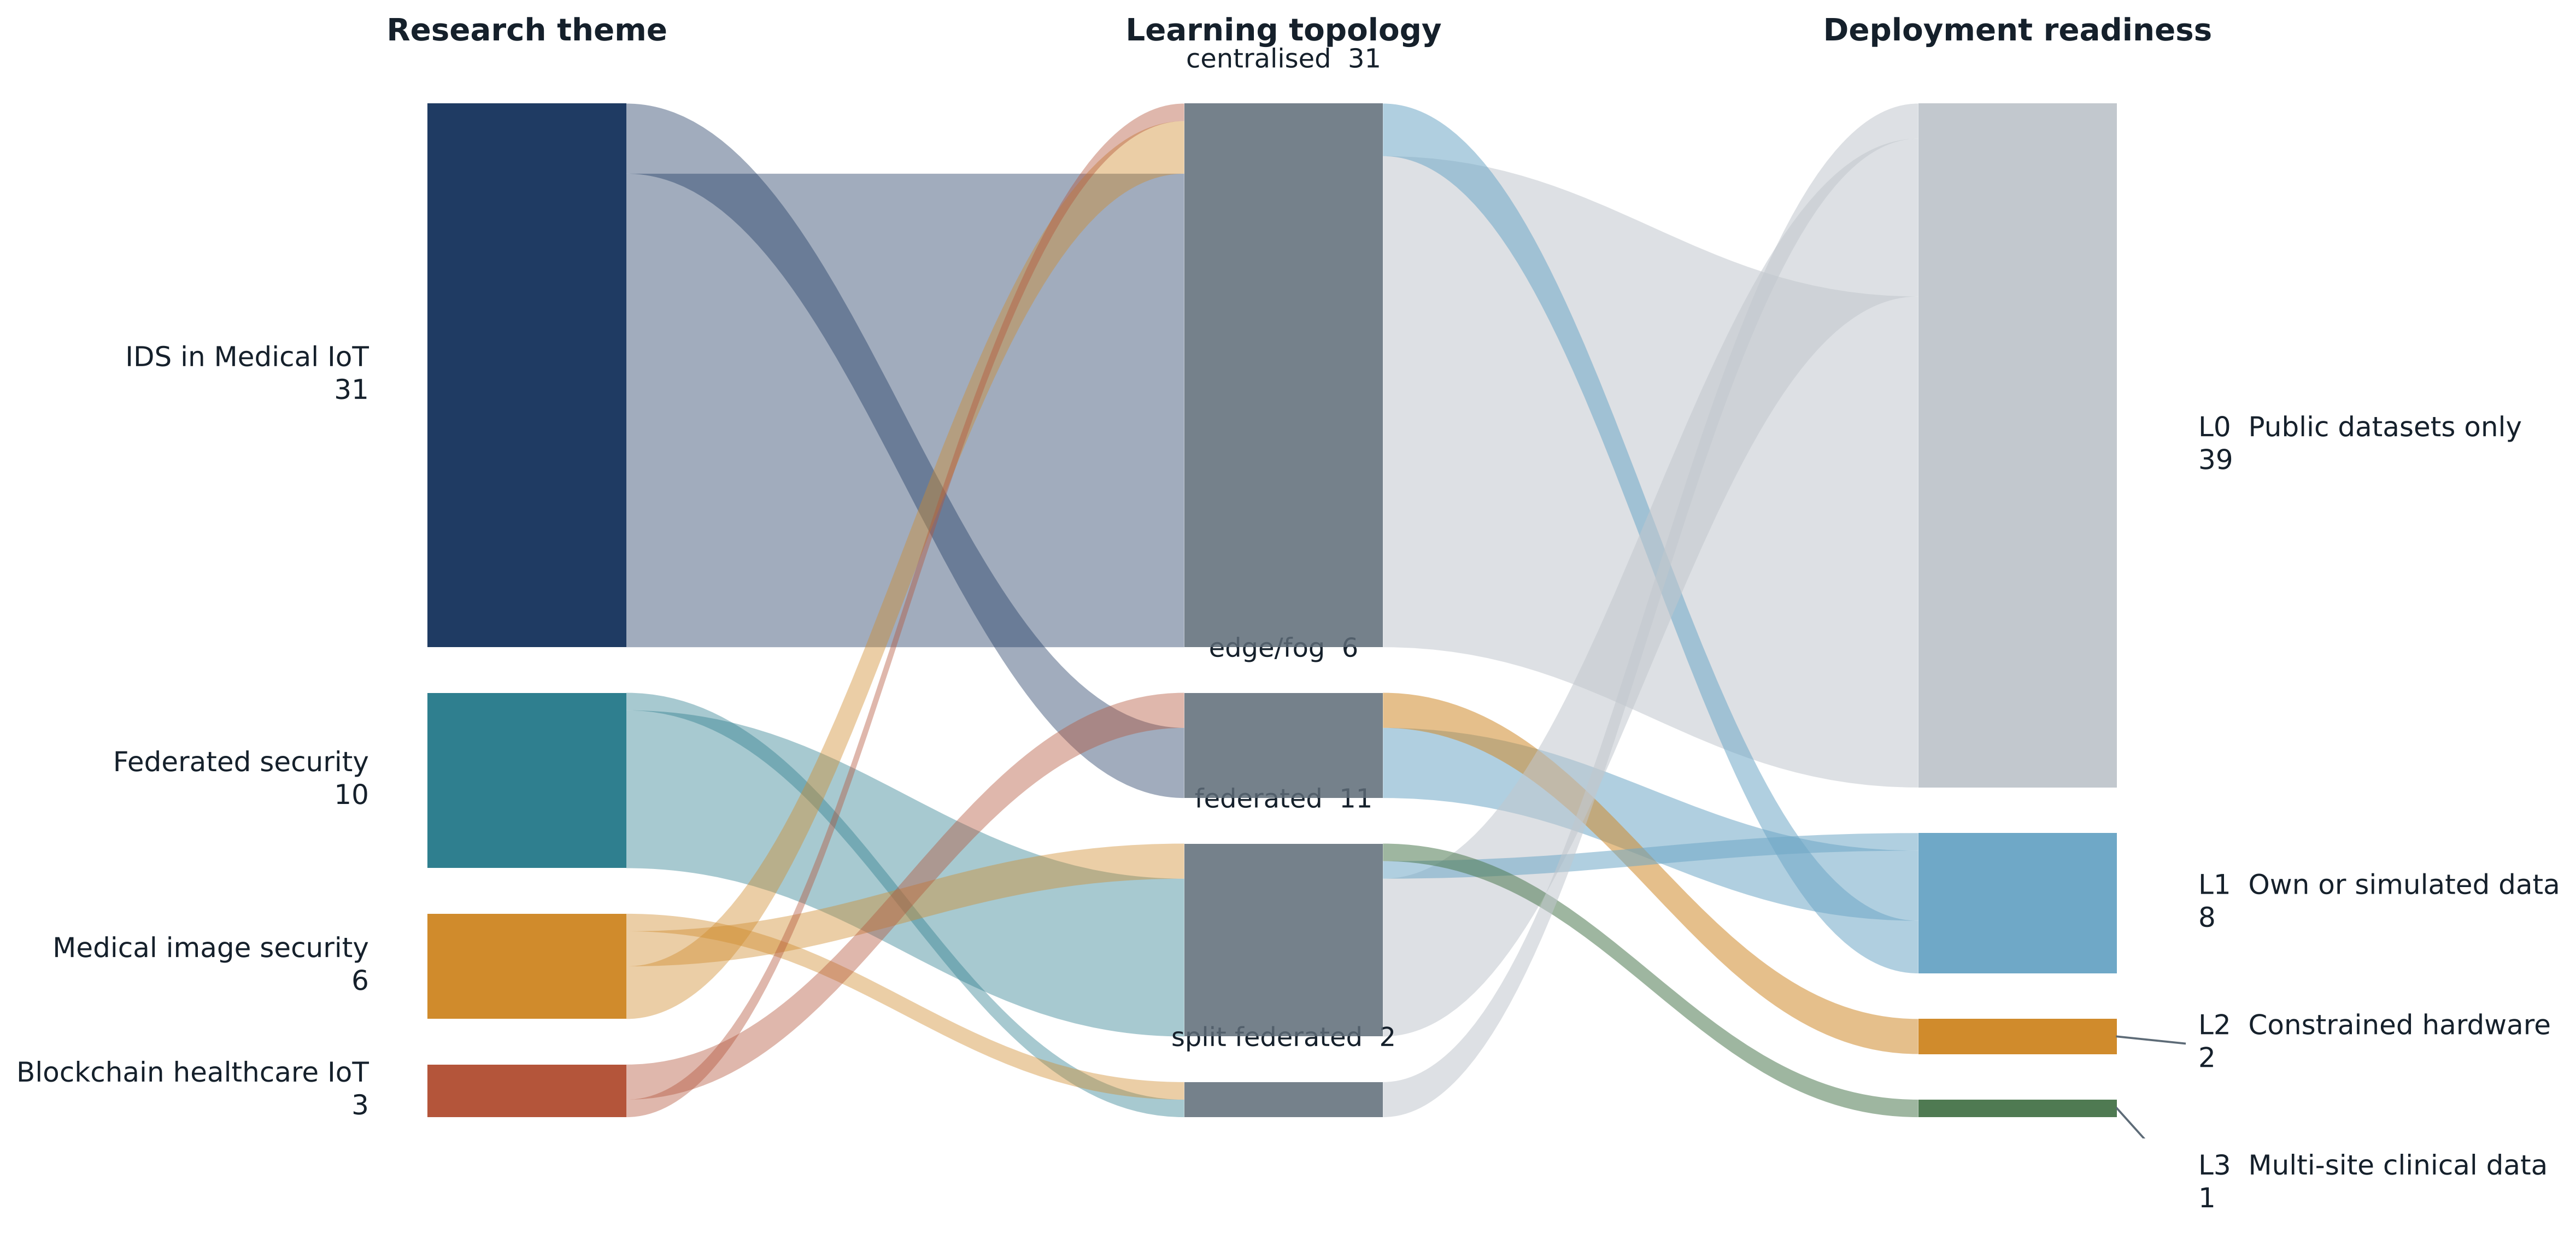 Research theme
Learning topology
Deployment readiness
centralised  31
IDS in Medical IoT
31
L0  Public datasets only
39
edge/fog  6
Federated security
10
federated  11
L1  Own or simulated data
8
Medical image security
6
split federated  2
L2  Constrained hardware
2
Blockchain healthcare IoT
3
L3  Multi-site clinical data
1